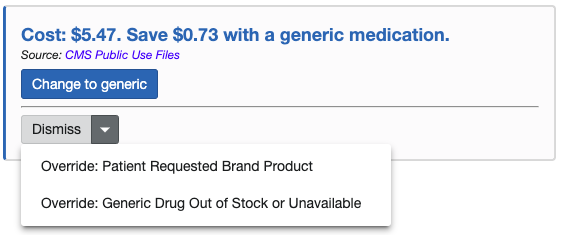 Cost: $5.47. Save $0.73 with a generic medication.
Source: CMS Public Use Files
Change to generic
Dismiss
Override: Patient Requested Brand Product
Override: Generic Drug Out of Stock or Unavailable